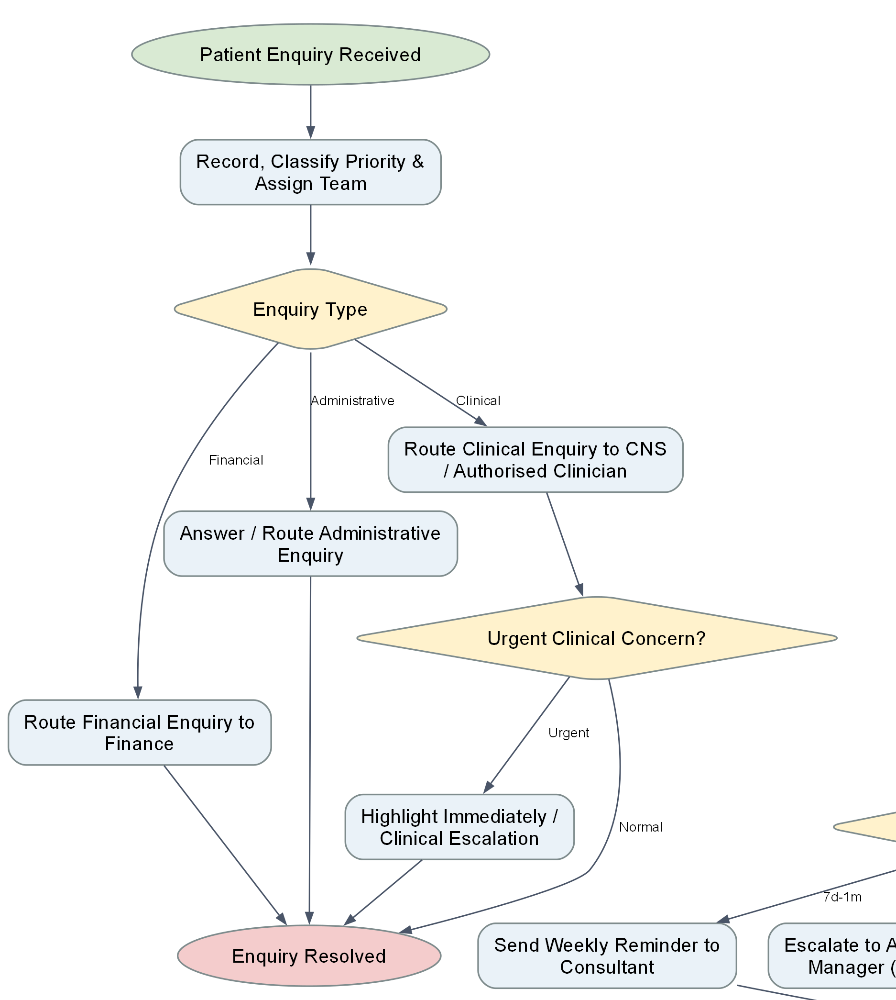 Patient Enquiry Received
Record, Classify Priority &
Assign Team
Enquiry Type
Administrative
Clinical
Financial
Route Clinical Enquiry to CNS
/ Authorised Clinician
Answer / Route Administrative
Enquiry
Urgent Clinical Concern?
Route Financial Enquiry to
Finance
Urgent
Highlight Immediately /
Clinical Escalation
Normal
7d-1m
Enquiry Resolved
Send Weekly Reminder to
Consultant
Escalate to A
Manager (